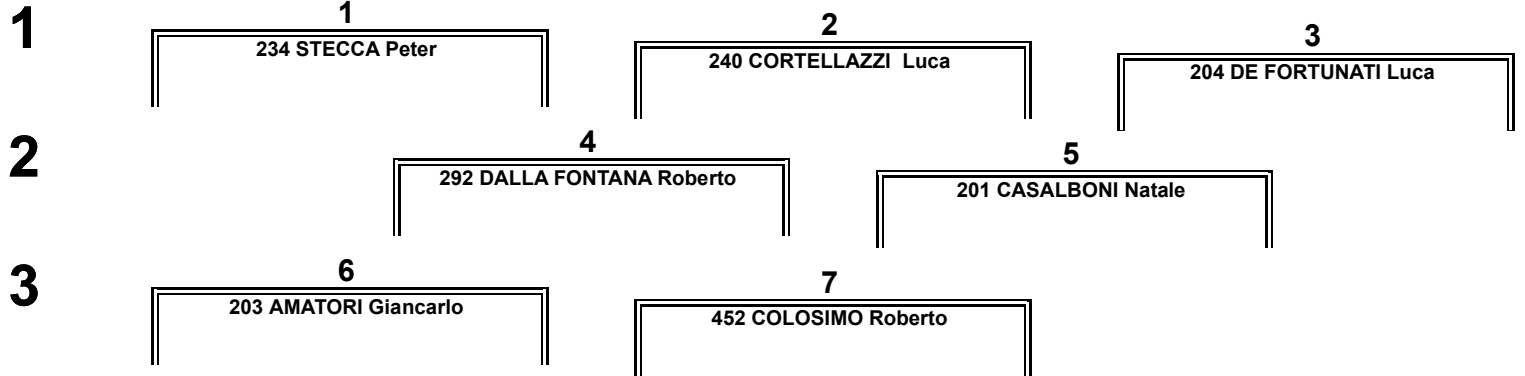 1
1
234 STECCA Peter
2
240 CORTELLAZZI Luca
3
204 DE FORTUNATI Luca
2
4
292 DALLA FONTANA Roberto
5
201 CASALBONI Natale
3
6
203 AMATORI Giancarlo
7
452 COLOSIMO Roberto